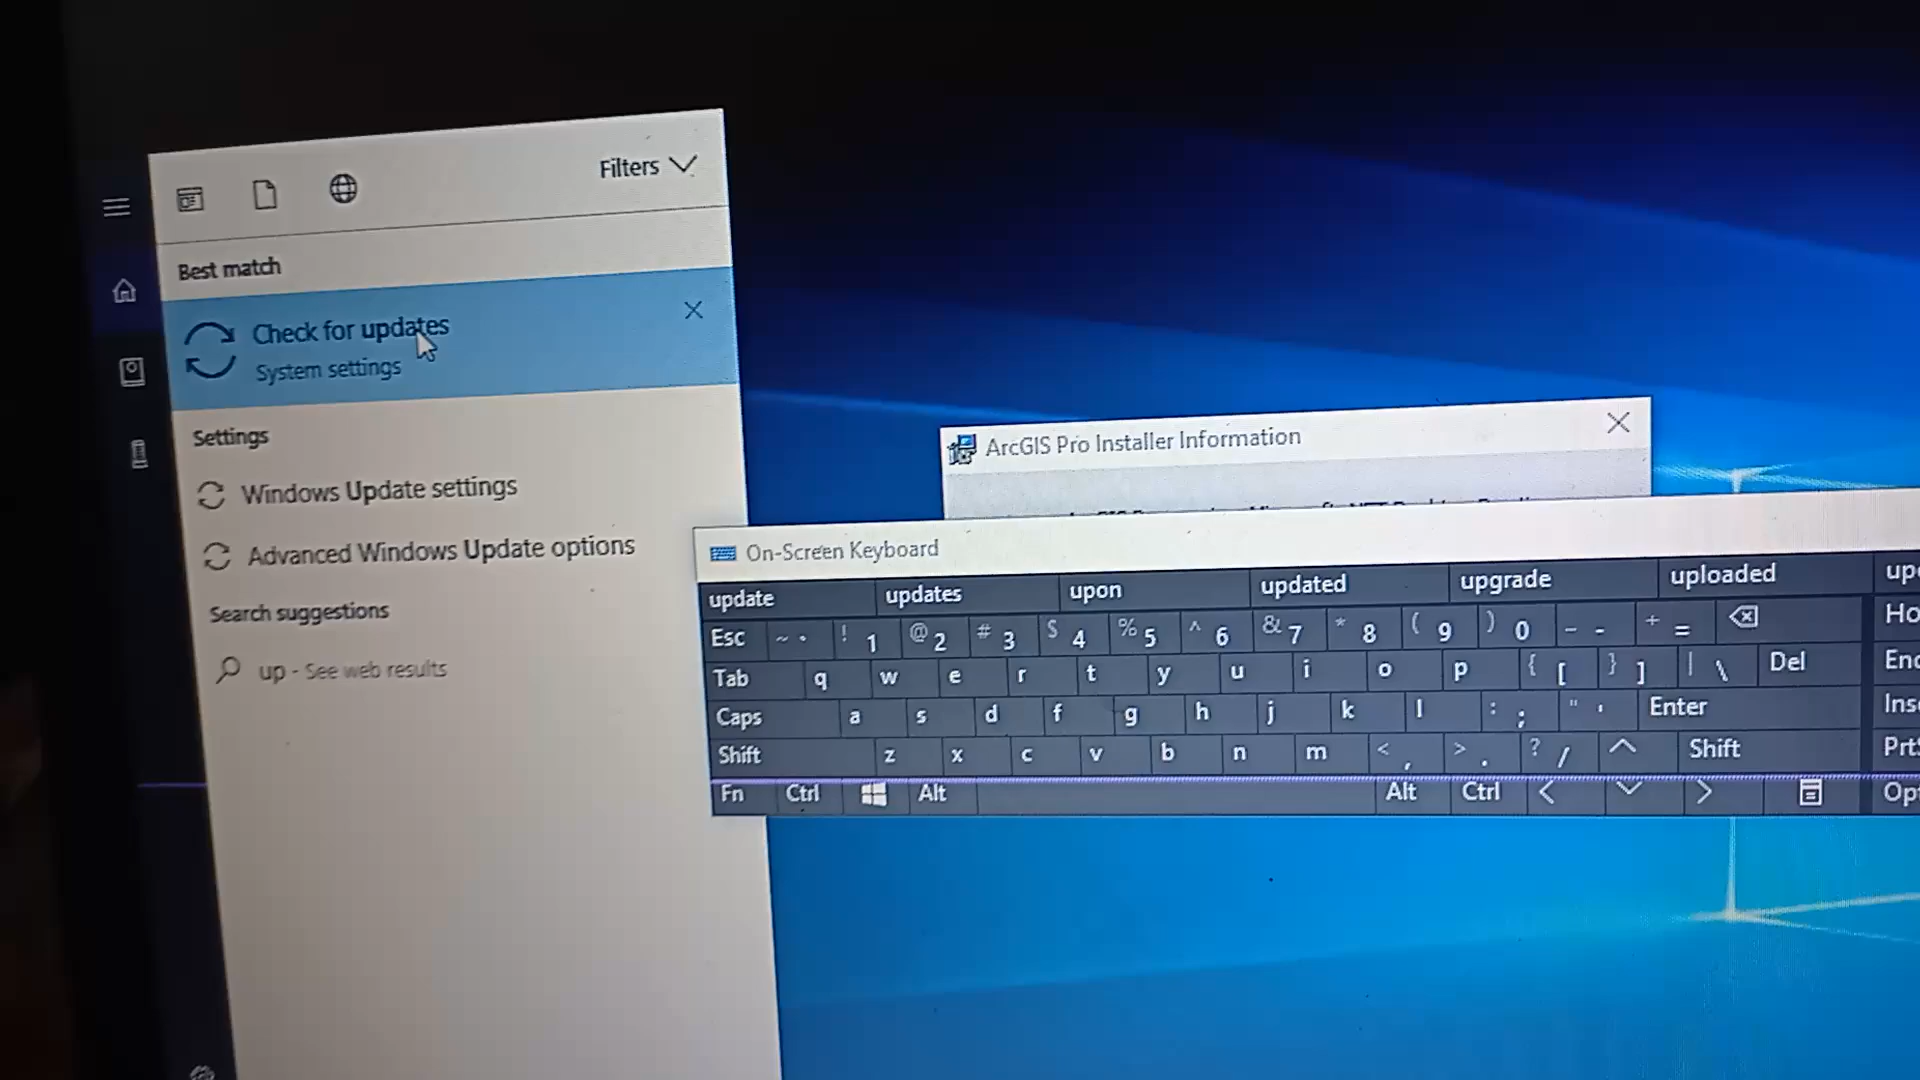 Filters
Best match
Check for updates
System settings
Settings
Windows Update settings
Advanced Windows Update options
Search suggestions
up - See web results
ArcGIS Pro Installer Information
On-Screen Keyboard
update updates upon updated upgrade uploaded
Esc ~ ! 1 @ 2 # 3 $ 4 % 5 ^ 6 & 7 * 8 ( 9 ) 0 - + =
Tab q w e r t y u i o p { [ } ] | \ Del
Caps a s d f g h j k l : ; " ' Enter
Shift z x c v b n m < , > . ? / Shift
Fn Ctrl Alt Alt Ctrl